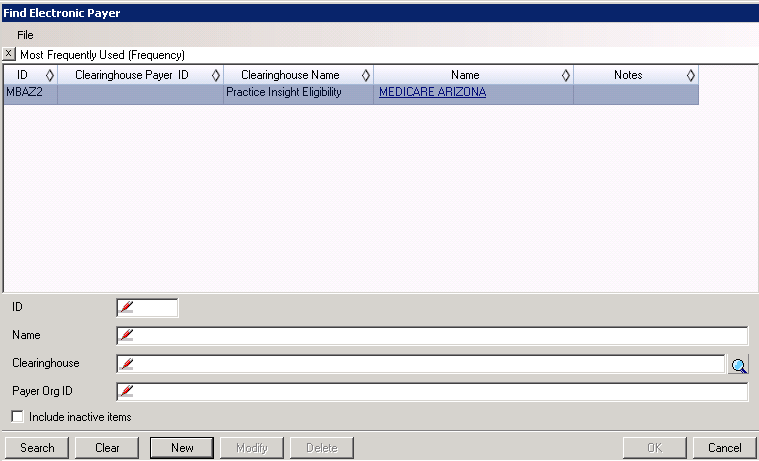 Find Electronic Payer
File
X Most Frequently Used (Frequency)
ID Clearinghouse Payer ID Clearinghouse Name Name Notes
MBAZ2 Practice Insight Eligibility MEDICARE ARIZONA
ID
Name
Clearinghouse
Payer Org ID
Include inactive items
Search Clear New Modify Delete OK Cancel